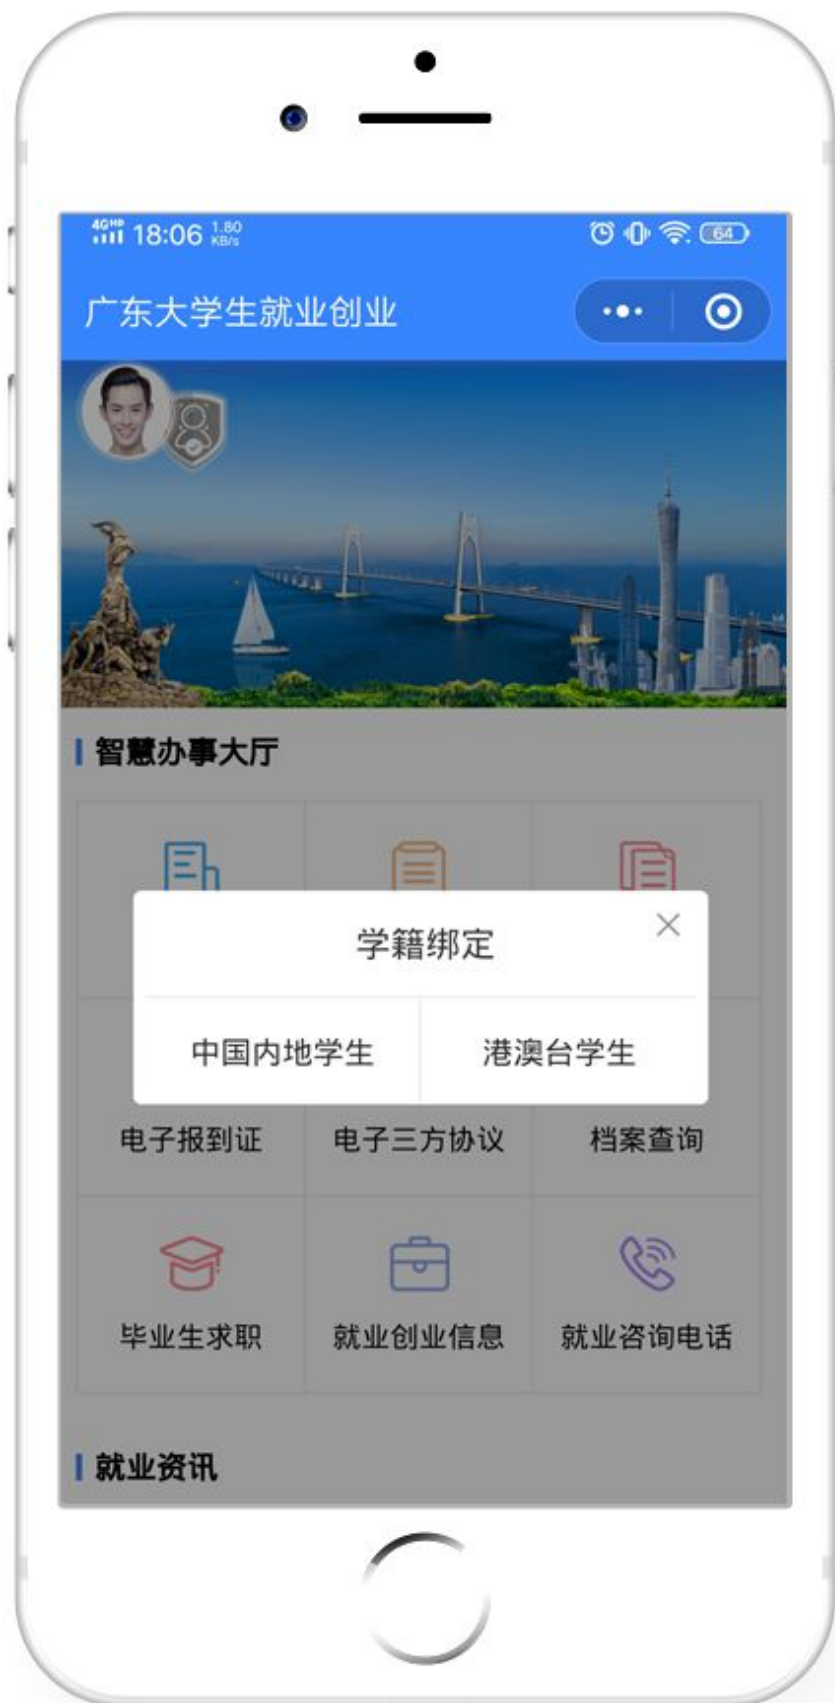 4GHD 18:06 1.80 KB/s 64
广东大学生就业创业
智慧办事大厅
学籍绑定
中国内地学生 港澳台学生
电子报到证 电子三方协议 档案查询
毕业生求职 就业创业信息 就业咨询电话
就业资讯